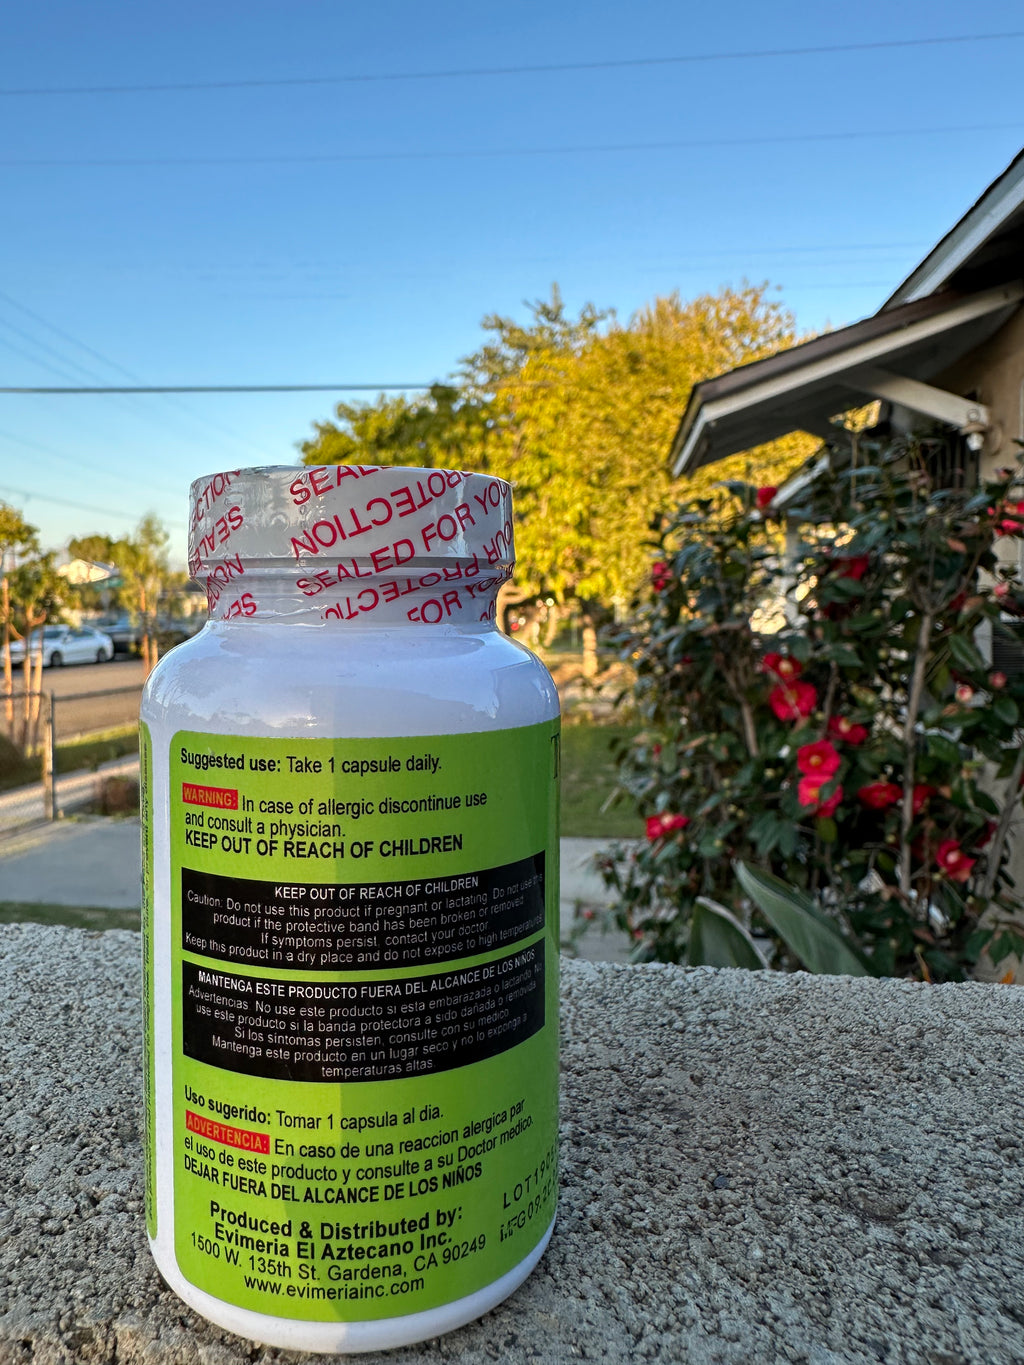 SEALED FOR YOUR
PROTECTION
SEALED FOR YOUR
PROTECTION
FOR YOUR
Suggested use: Take 1 capsule daily.
WARNING: In case of allergic discontinue use
and consult a physician.
KEEP OUT OF REACH OF CHILDREN
KEEP OUT OF REACH OF CHILDREN
Caution: Do not use this product if pregnant or lactating. Do not use this
product if the protective band has been broken or removed
If symptoms persist, contact your doctor.
Keep this product in a dry place and do not expose to high temperatures
MANTENGA ESTE PRODUCTO FUERA DEL ALCANCE DE LOS NIÑOS
Advertencias. No use este producto si esta embarazada o lactando. No
use este producto si la banda protectora a sido dañada o removida
Si los sintomas persisten, consulte con su médico
Mantenga este producto en un lugar seco y no lo exponga a
temperaturas altas.
Uso sugerido: Tomar 1 capsula al dia.
ADVERTENCIA: En caso de una reaccion alergica par
el uso de este producto y consulte a su Doctor medico.
DEJAR FUERA DEL ALCANCE DE LOS NIÑOS
Produced & Distributed by:
Evimeria El Aztecano Inc.
1500 W. 135th St. Gardena, CA 90249
www.evimeriainc.com